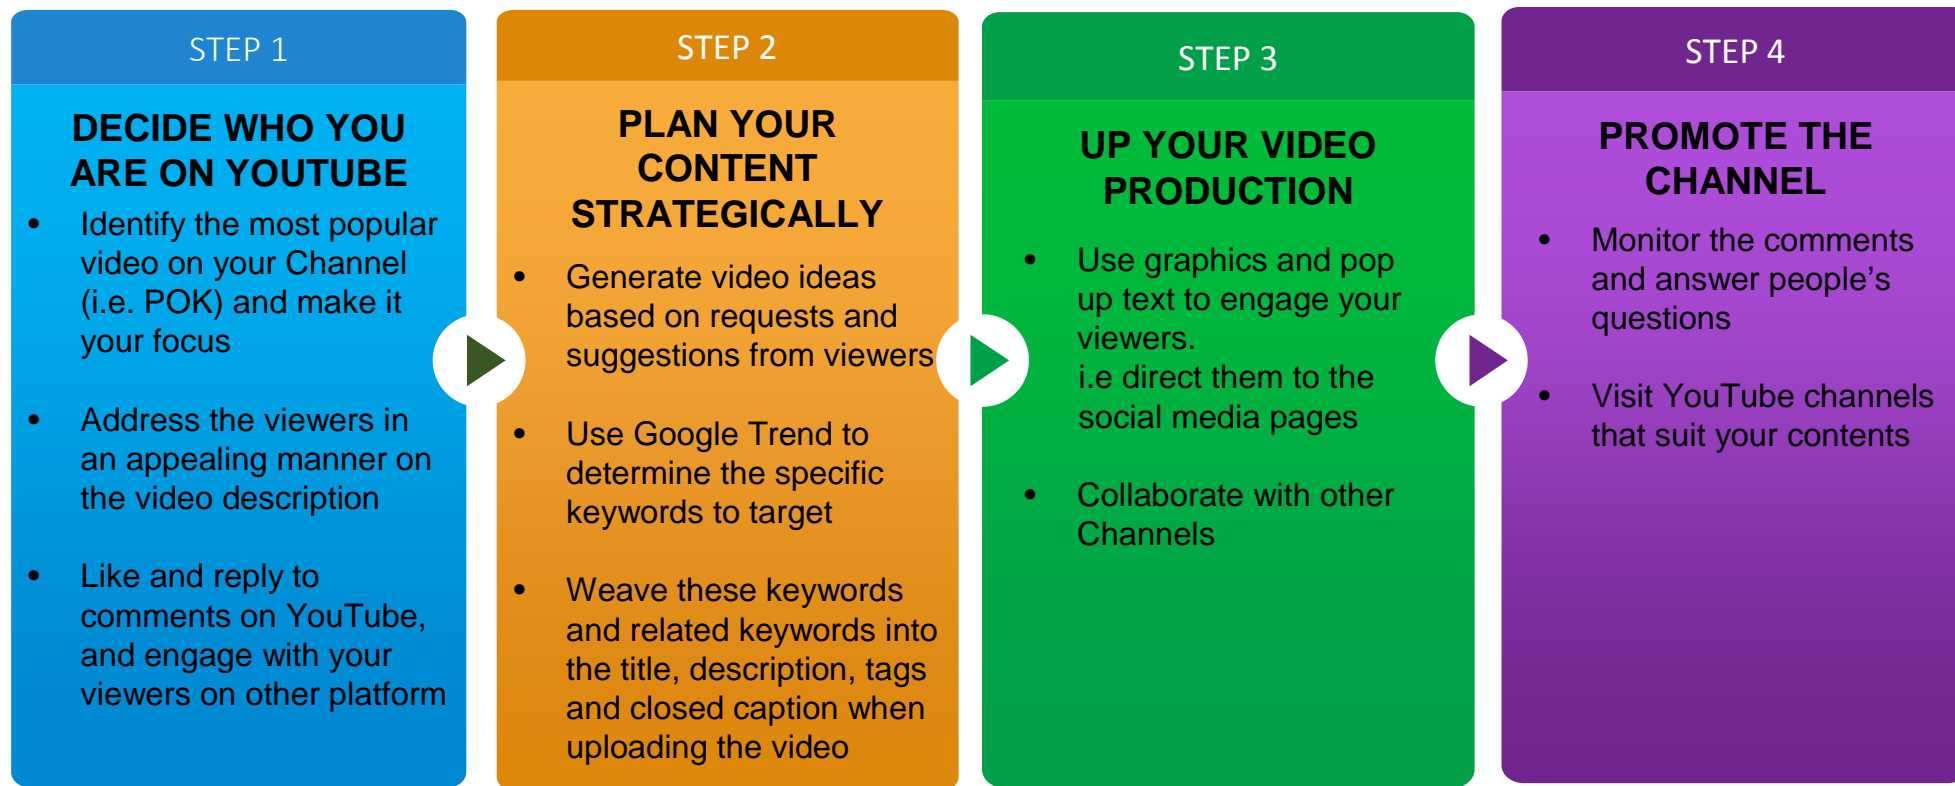 STEP 1
DECIDE WHO YOU
ARE ON YOUTUBE
• Identify the most popular
video on your Channel
(i.e. POK) and make it
your focus
• Address the viewers in
an appealing manner on
the video description
• Like and reply to
comments on YouTube,
and engage with your
viewers on other platform
STEP 2
PLAN YOUR
CONTENT
STRATEGICALLY
• Generate video ideas
based on requests and
suggestions from viewers
• Use Google Trend to
determine the specific
keywords to target
• Weave these keywords
and related keywords into
the title, description, tags
and closed caption when
uploading the video
STEP 3
UP YOUR VIDEO
PRODUCTION
• Use graphics and pop
up text to engage your
viewers.
i.e direct them to the
social media pages
• Collaborate with other
Channels
STEP 4
PROMOTE THE
CHANNEL
• Monitor the comments
and answer people’s
questions
• Visit YouTube channels
that suit your contents